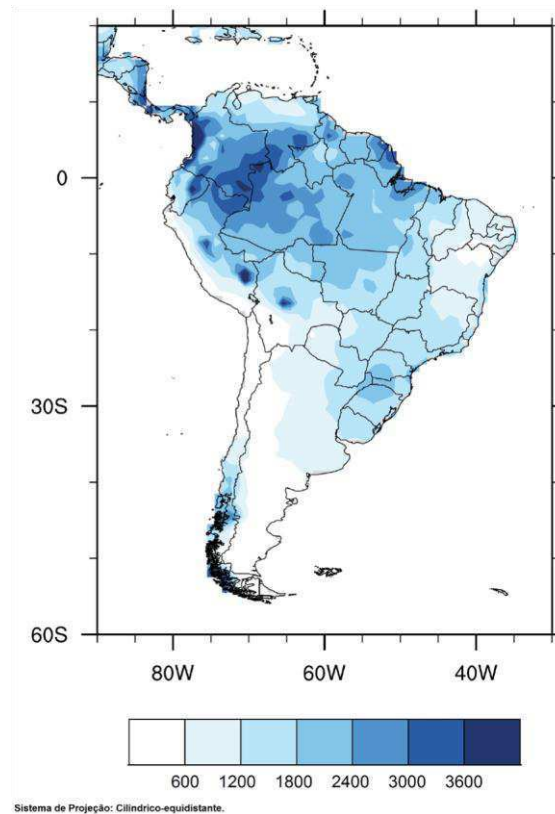 0
30S
60S
80W 60W 40W
600 1200 1800 2400 3000 3600
Sistema de Projeção: Cilíndrico-equidistante.